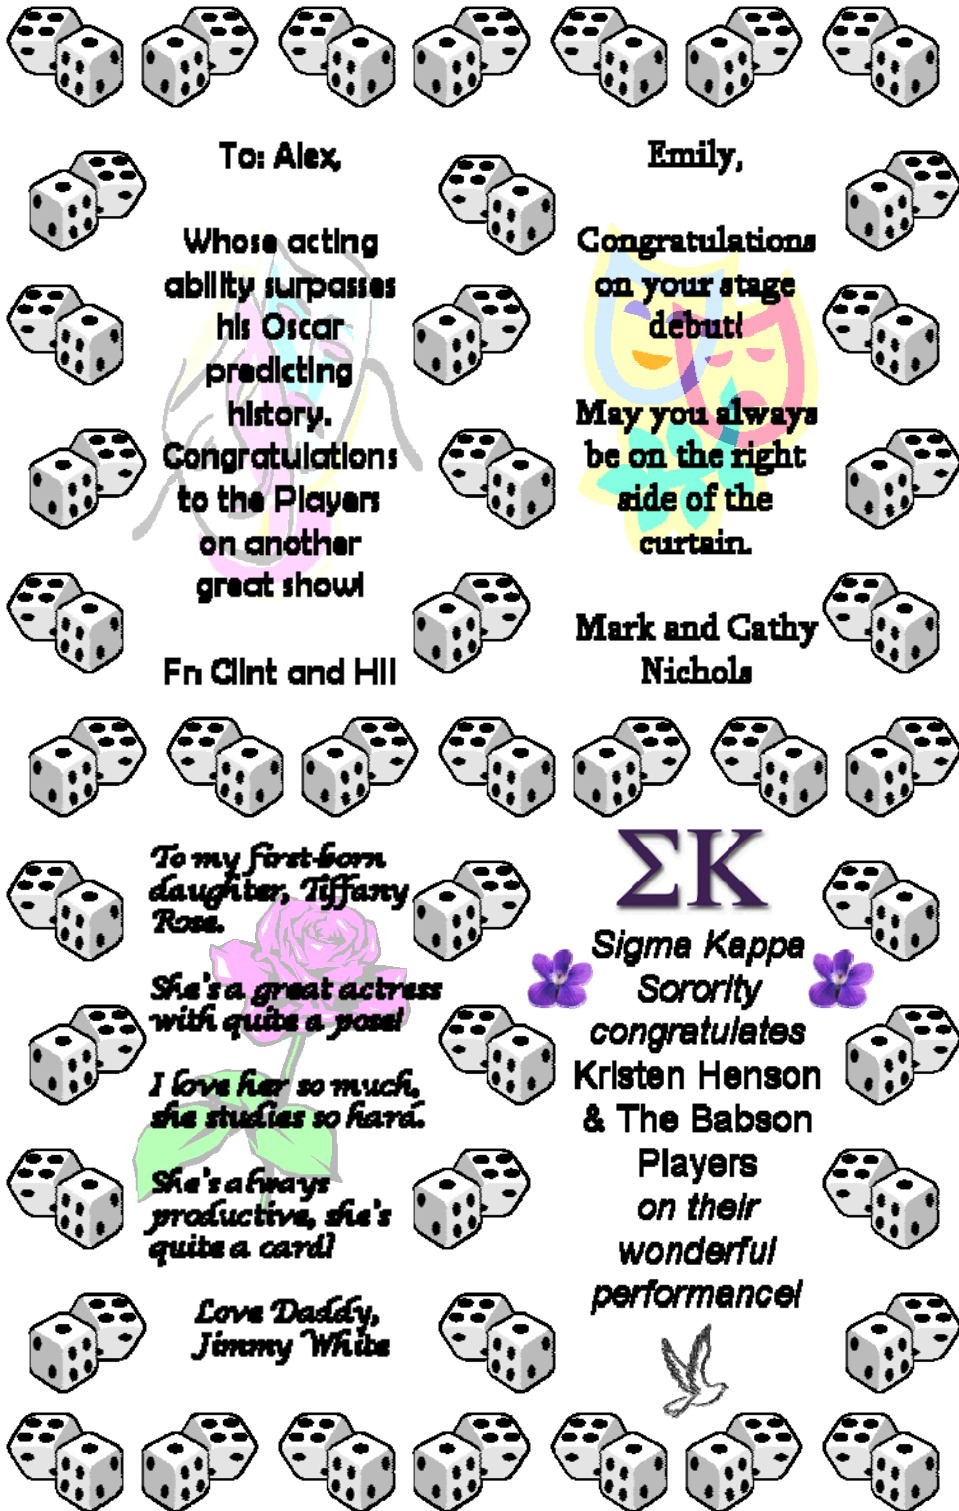 To: Alex,
Whose acting
ability surpasses
his Oscar
predicting
history.
Congratulations
to the Players
on another
great show!
Fr: Clint and Hil
Emily,
Congratulations
on your stage
debut!
May you always
be on the right
side of the
curtain.
Mark and Cathy
Nichols
To my first-born
daughter, Tiffany
Rose.
She's a great actress
with quite a pose!
I love her so much,
she studies so hard.
She's always
productive, she's
quite a card!
Love Daddy,
Jimmy White
ΣΚ
Sigma Kappa
Sorority
congratulates
Kristen Henson
& The Babson
Players
on their
wonderful
performance!